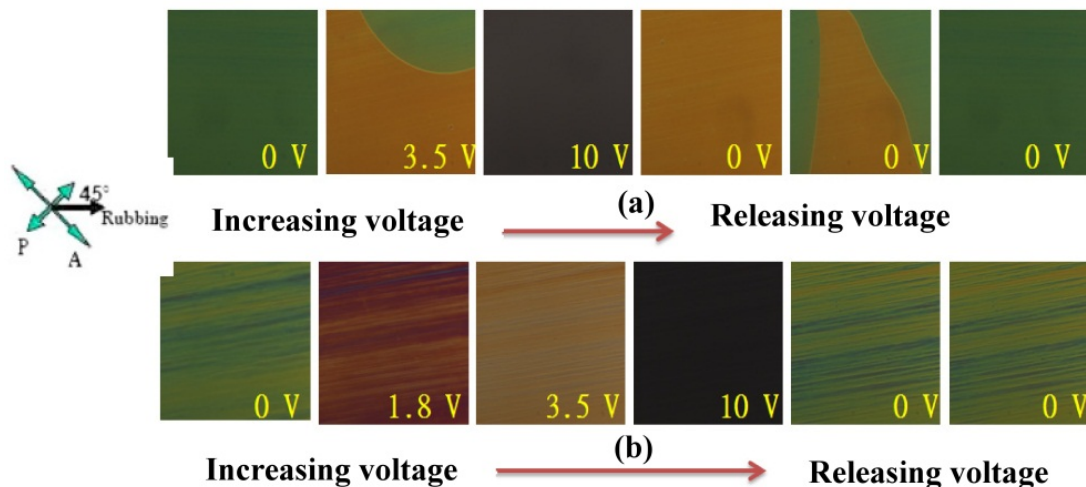 0 V
3.5 V
10 V
0 V
0 V
0 V
45°
Rubbing
P
A
Increasing voltage
(a)
Releasing voltage
0 V
1.8 V
3.5 V
10 V
0 V
0 V
Increasing voltage
(b)
Releasing voltage